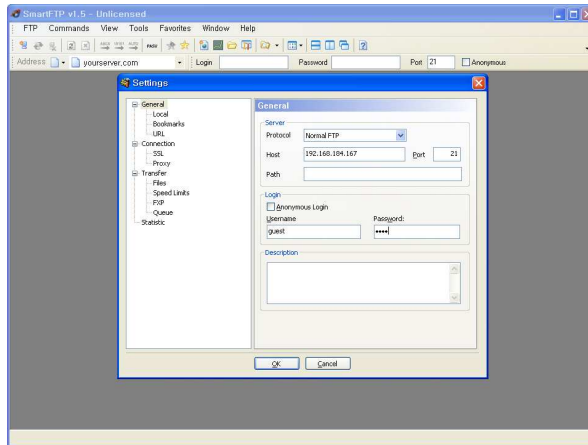 SmartFTP v1.5 - Unlicensed
FTP Commands View Tools Favorites Window Help
Address yourserver.com Login Password Port 21 Anonymous
Settings
General
Local
Bookmarks
URL
Connection
SSL
Proxy
Transfer
Files
Speed Limits
FXP
Queue
Statistic
General
Server
Protocol Normal FTP
Host 192.168.184.167 Port 21
Path
Login
Anonymous Login
Username Password:
guest ••••
Description
OK Cancel